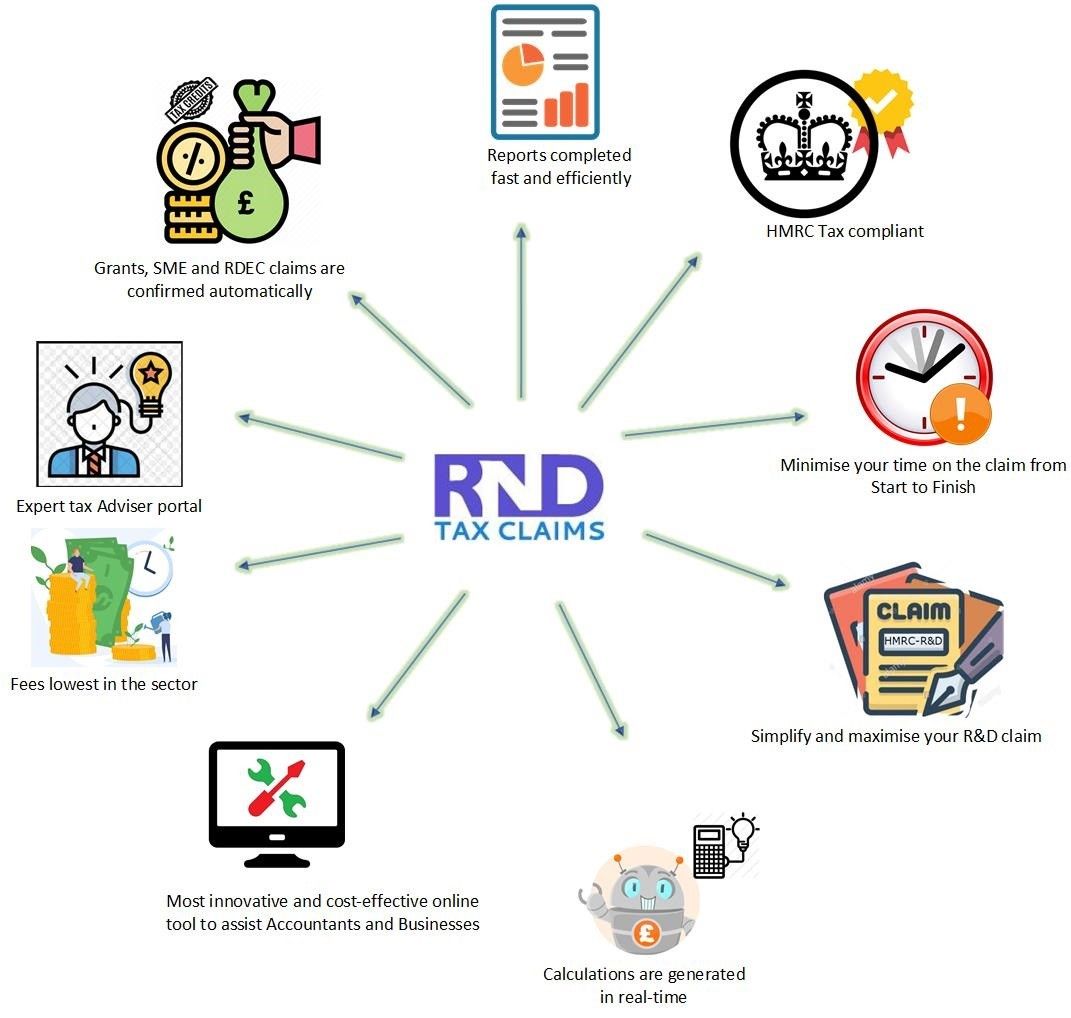 TAX CREDITS
£
Reports completed
fast and efficiently
HMRC Tax compliant
Grants, SME and RDEC claims are
confirmed automatically
Minimise your time on the claim from
Start to Finish
Expert tax Adviser portal
RND
TAX CLAIMS
CLAIM
HMRC-R&D
alamy
Simplify and maximise your R&D claim
Fees lowest in the sector
Most innovative and cost-effective online
tool to assist Accountants and Businesses
£
Calculations are generated
in real-time